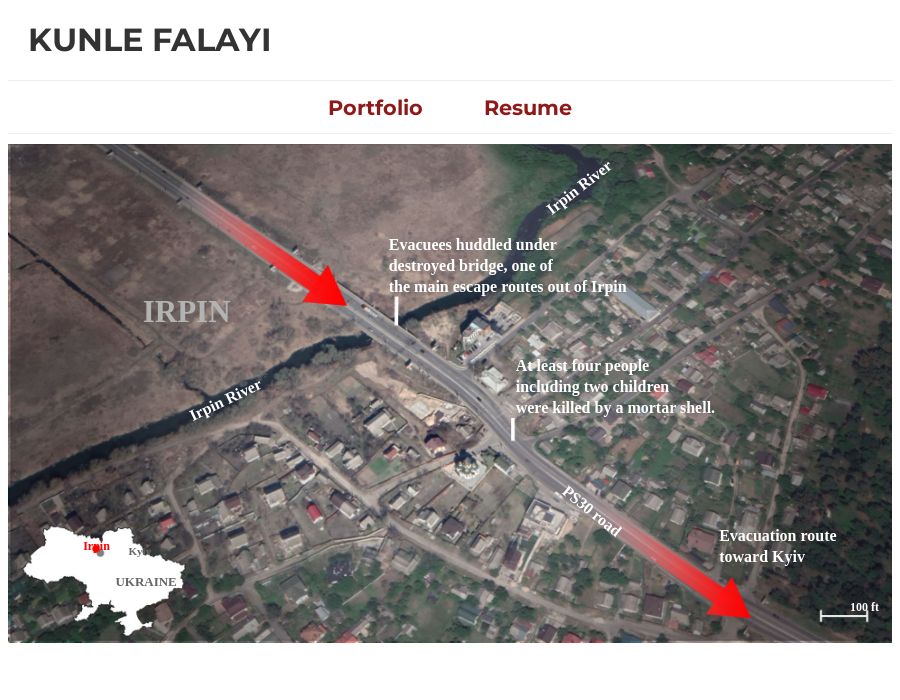 KUNLE FALAYI
Portfolio
Resume
Irpin River
Evacuees huddled under
destroyed bridge, one of
the main escape routes out of Irpin
IRPIN
At least four people
including two children
were killed by a mortar shell.
Irpin River
PS30 road
Evacuation route
toward Kyiv
Irpin
UKRAINE
100 ft